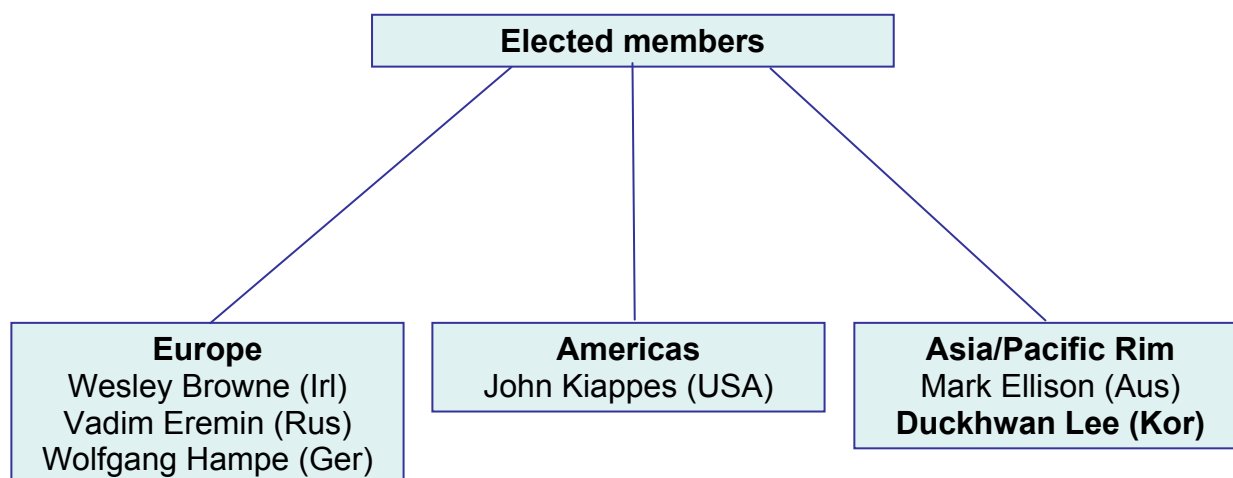 Elected members
Europe
Wesley Browne (Irl)
Vadim Eremin (Rus)
Wolfgang Hampe (Ger)
Americas
John Kiappes (USA)
Asia/Pacific Rim
Mark Ellison (Aus)
Duckhwan Lee (Kor)